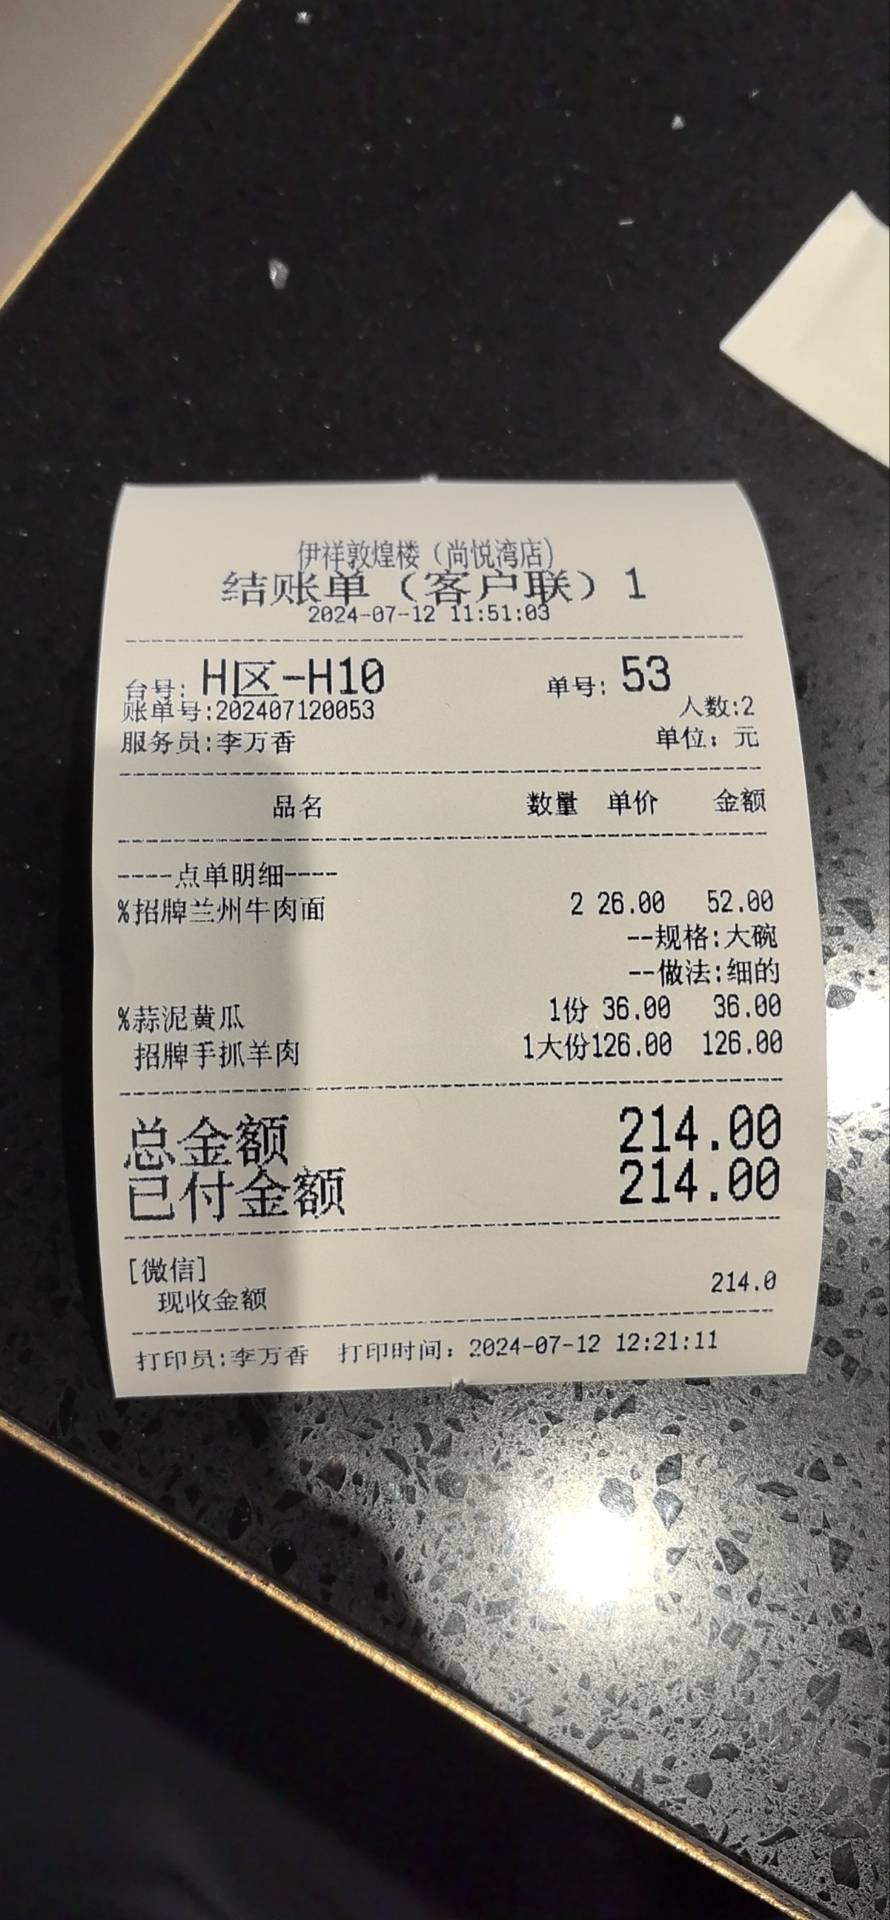 伊祥敦煌楼（尚悦湾店）
结账单（客户联）1
2024-07-12 11:51:03
台号: H区-H10 单号: 53
账单号:202407120053 人数:2
服务员:李万香 单位: 元
品名 数量 单价 金额
----点单明细----
%招牌兰州牛肉面 2 26.00 52.00
--规格:大碗
--做法:细的
%蒜泥黄瓜 1份 36.00 36.00
招牌手抓羊肉 1大份126.00 126.00
总金额 214.00
已付金额 214.00
[微信]
现收金额 214.0
打印员:李万香 打印时间: 2024-07-12 12:21:11